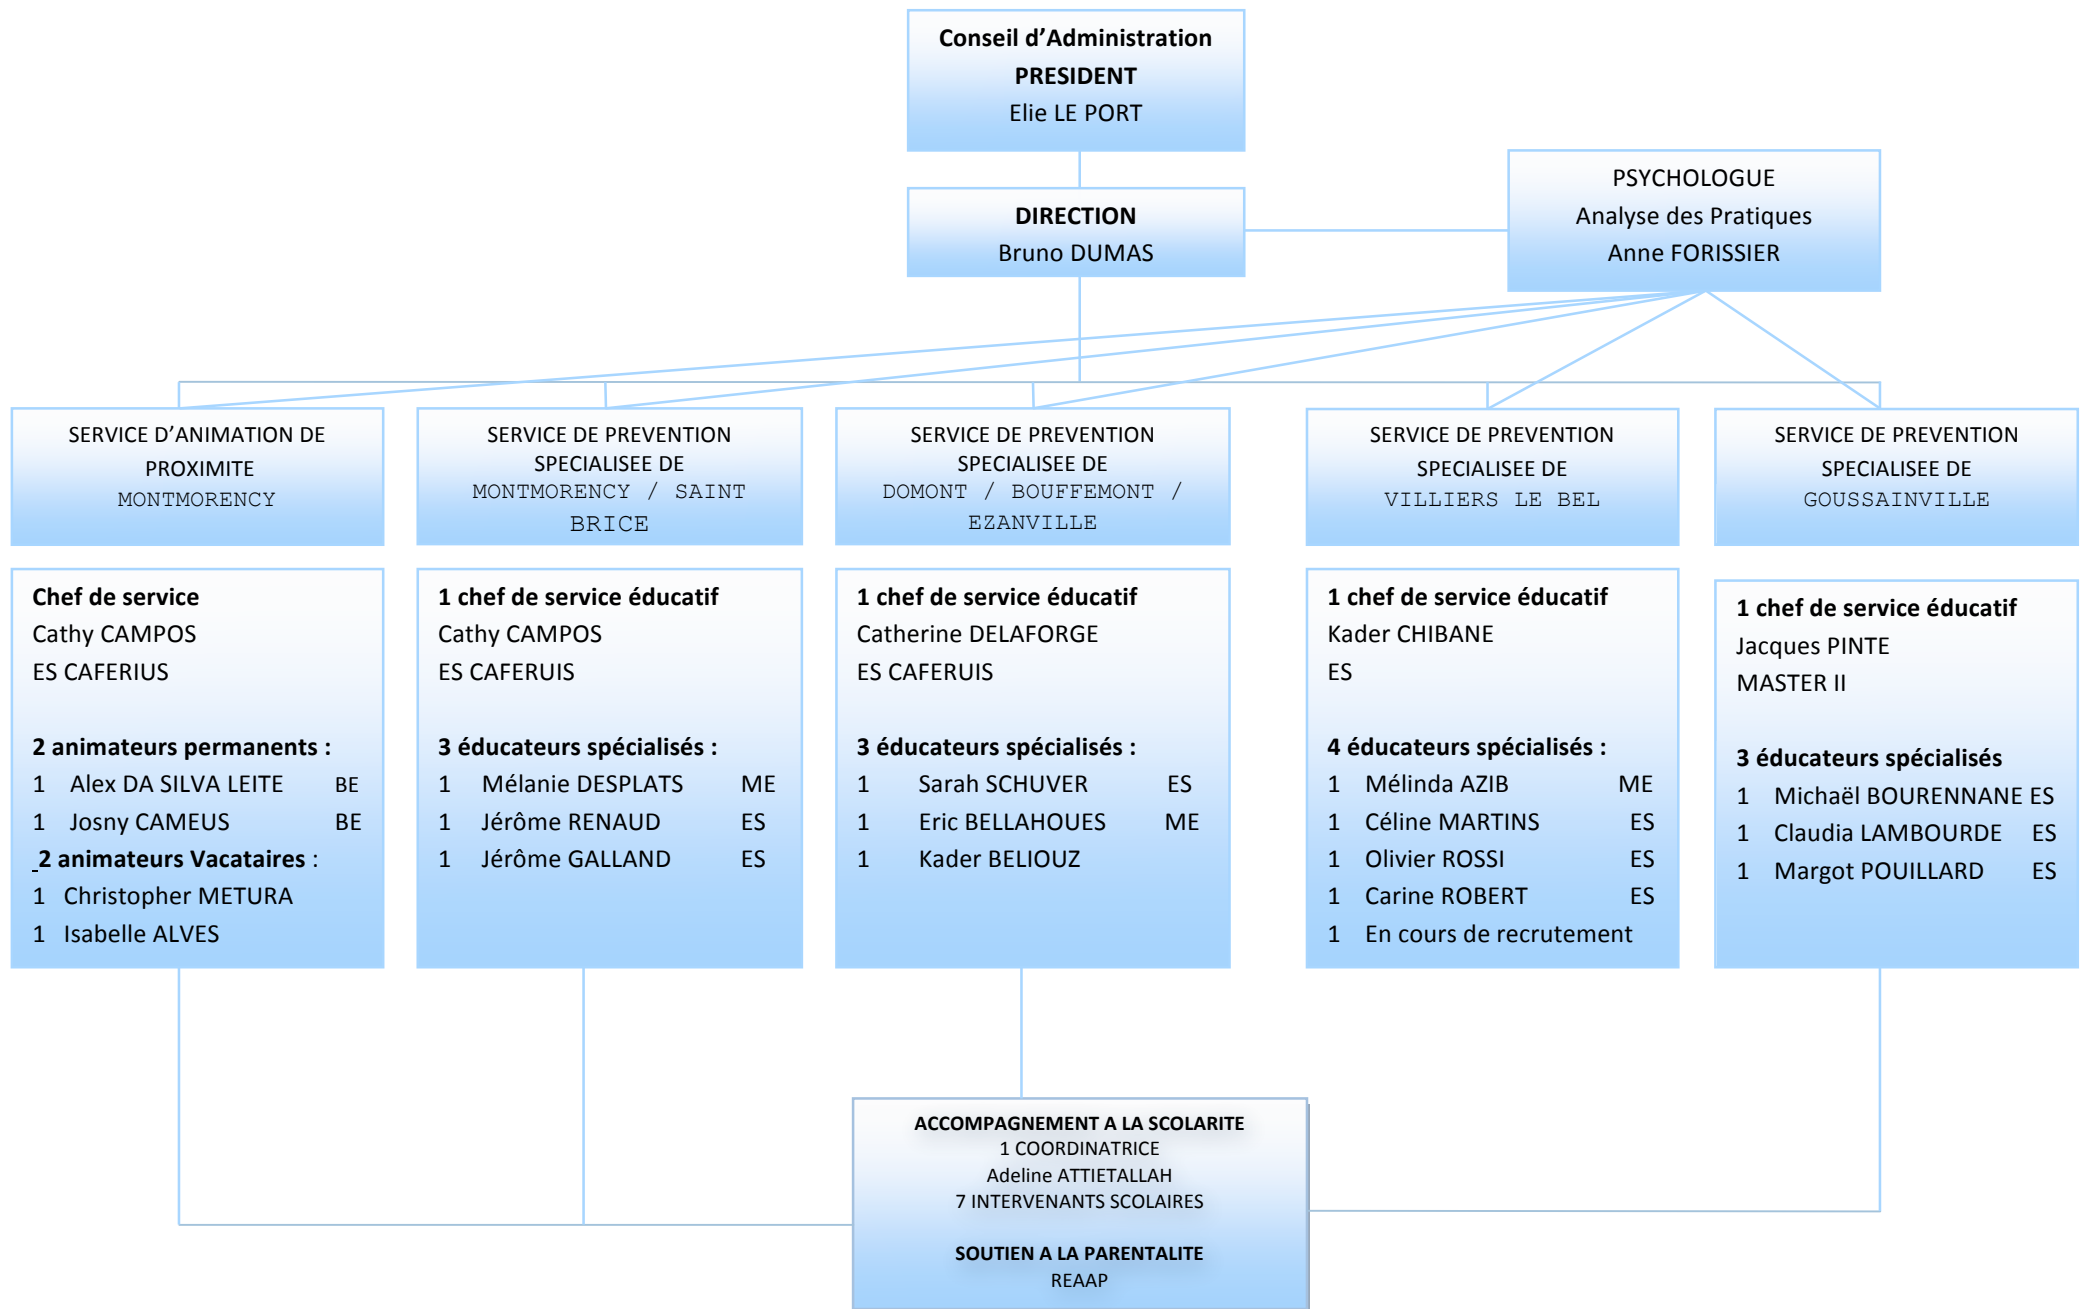 Conseil d’Administration
PRESIDENT
Elie LE PORT
DIRECTION
Bruno DUMAS
PSYCHOLOGUE
Analyse des Pratiques
Anne FORISSIER
SERVICE D’ANIMATION DE
PROXIMITE
MONTMORENCY
SERVICE DE PREVENTION
SPECIALISEE DE
MONTMORENCY / SAINT
BRICE
SERVICE DE PREVENTION
SPECIALISEE DE
DOMONT / BOUFFEMONT /
EZANVILLE
SERVICE DE PREVENTION
SPECIALISEE DE
VILLIERS LE BEL
SERVICE DE PREVENTION
SPECIALISEE DE
GOUSSAINVILLE
Chef de service
Cathy CAMPOS
ES CAFERIUS
2 animateurs permanents :
1 Alex DA SILVA LEITE BE
1 Josny CAMEUS BE
2 animateurs Vacataires :
1 Christopher METURA
1 Isabelle ALVES
1 chef de service éducatif
Cathy CAMPOS
ES CAFERUIS
3 éducateurs spécialisés :
1 Mélanie DESPLATS ME
1 Jérôme RENAUD ES
1 Jérôme GALLAND ES
1 chef de service éducatif
Catherine DELAFORGE
ES CAFERUIS
3 éducateurs spécialisés :
1 Sarah SCHUVER ES
1 Eric BELLAHOUES ME
1 Kader BELIOUZ
1 chef de service éducatif
Kader CHIBANE
ES
4 éducateurs spécialisés :
1 Mélinda AZIB ME
1 Céline MARTINS ES
1 Olivier ROSSI ES
1 Carine ROBERT ES
1 En cours de recrutement
1 chef de service éducatif
Jacques PINTE
MASTER II
3 éducateurs spécialisés
1 Michaël BOURENNANE ES
1 Claudia LAMBOURDE ES
1 Margot POUILLARD ES
ACCOMPAGNEMENT A LA SCOLARITE
1 COORDINATRICE
Adeline ATTIETALLAH
7 INTERVENANTS SCOLAIRES
SOUTIEN A LA PARENTALITE
REAAP